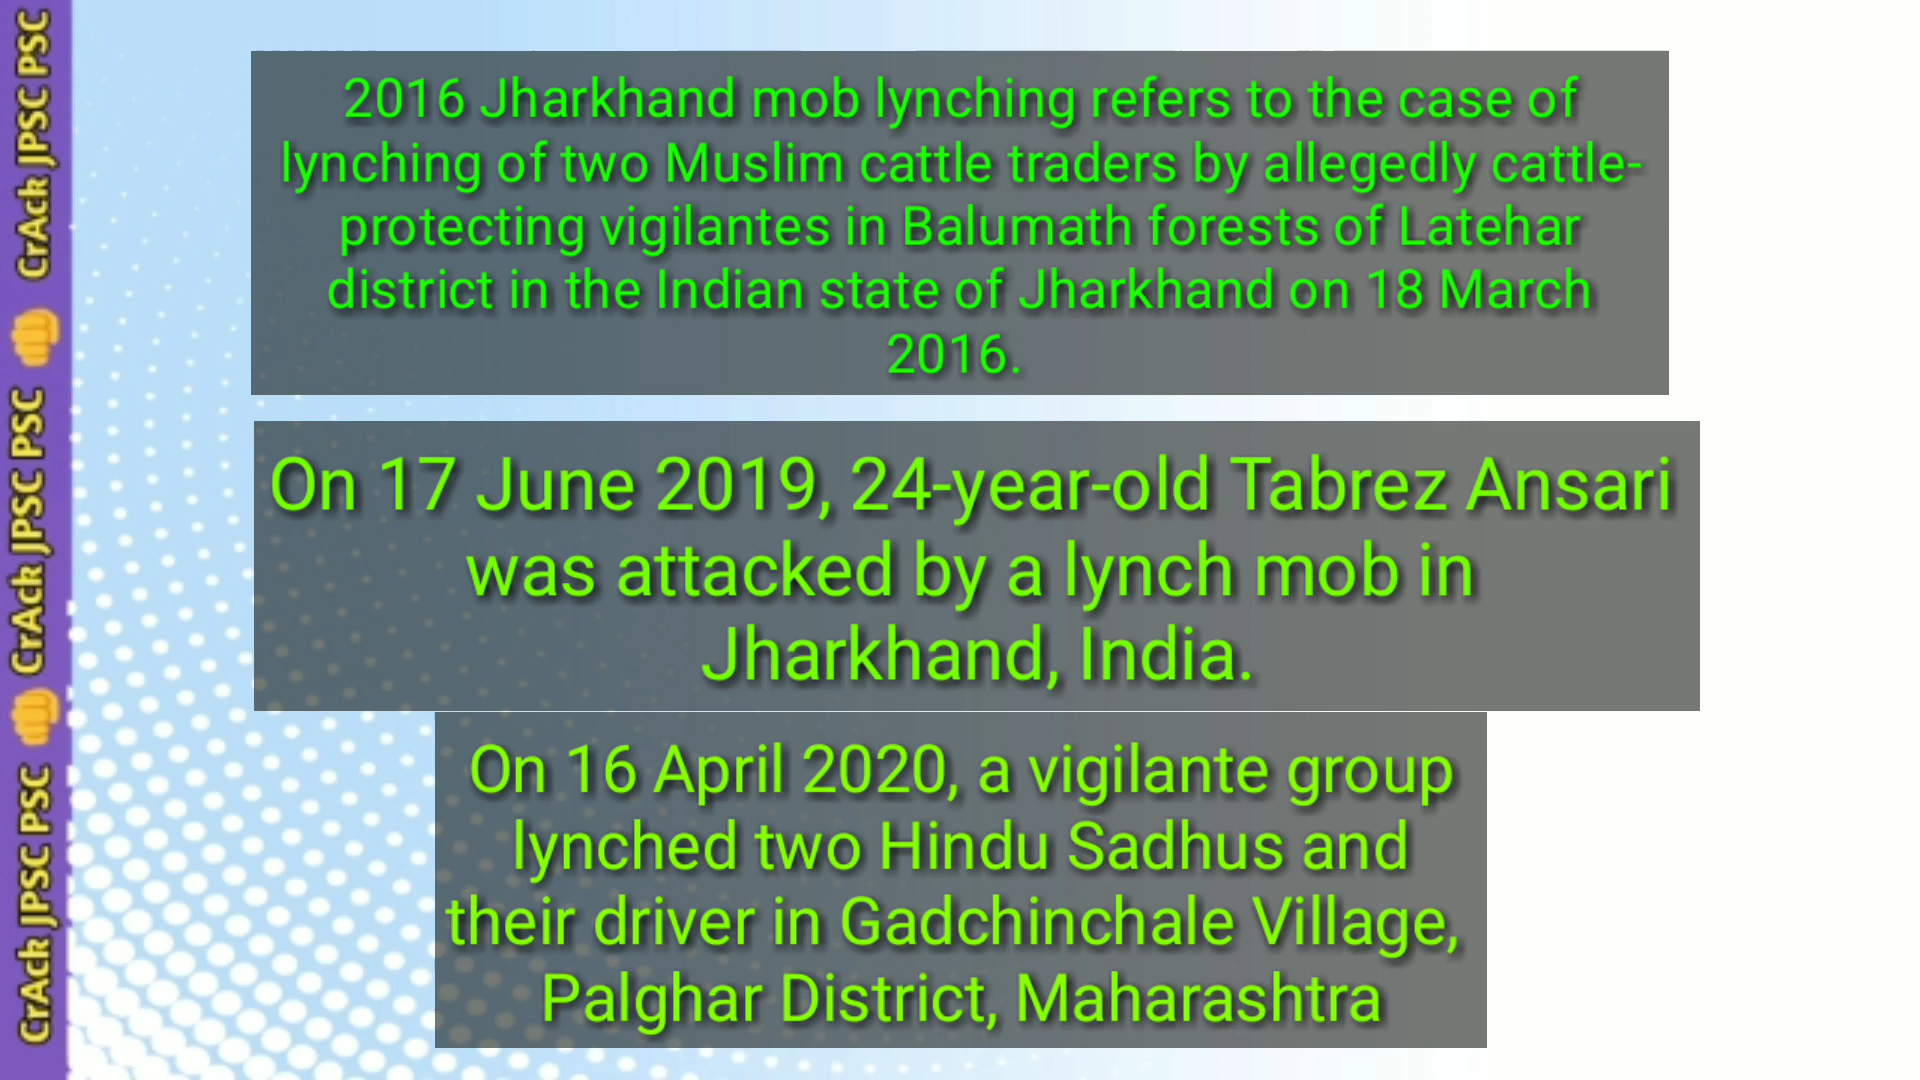 CrAck JPSC PSC 👊 CrAck JPSC PSC 👊 CrAck JPSC PSC
2016 Jharkhand mob lynching refers to the case of
lynching of two Muslim cattle traders by allegedly cattle-
protecting vigilantes in Balumath forests of Latehar
district in the Indian state of Jharkhand on 18 March
2016.
On 17 June 2019, 24-year-old Tabrez Ansari
was attacked by a lynch mob in
Jharkhand, India.
On 16 April 2020, a vigilante group
lynched two Hindu Sadhus and
their driver in Gadchinchale Village,
Palghar District, Maharashtra